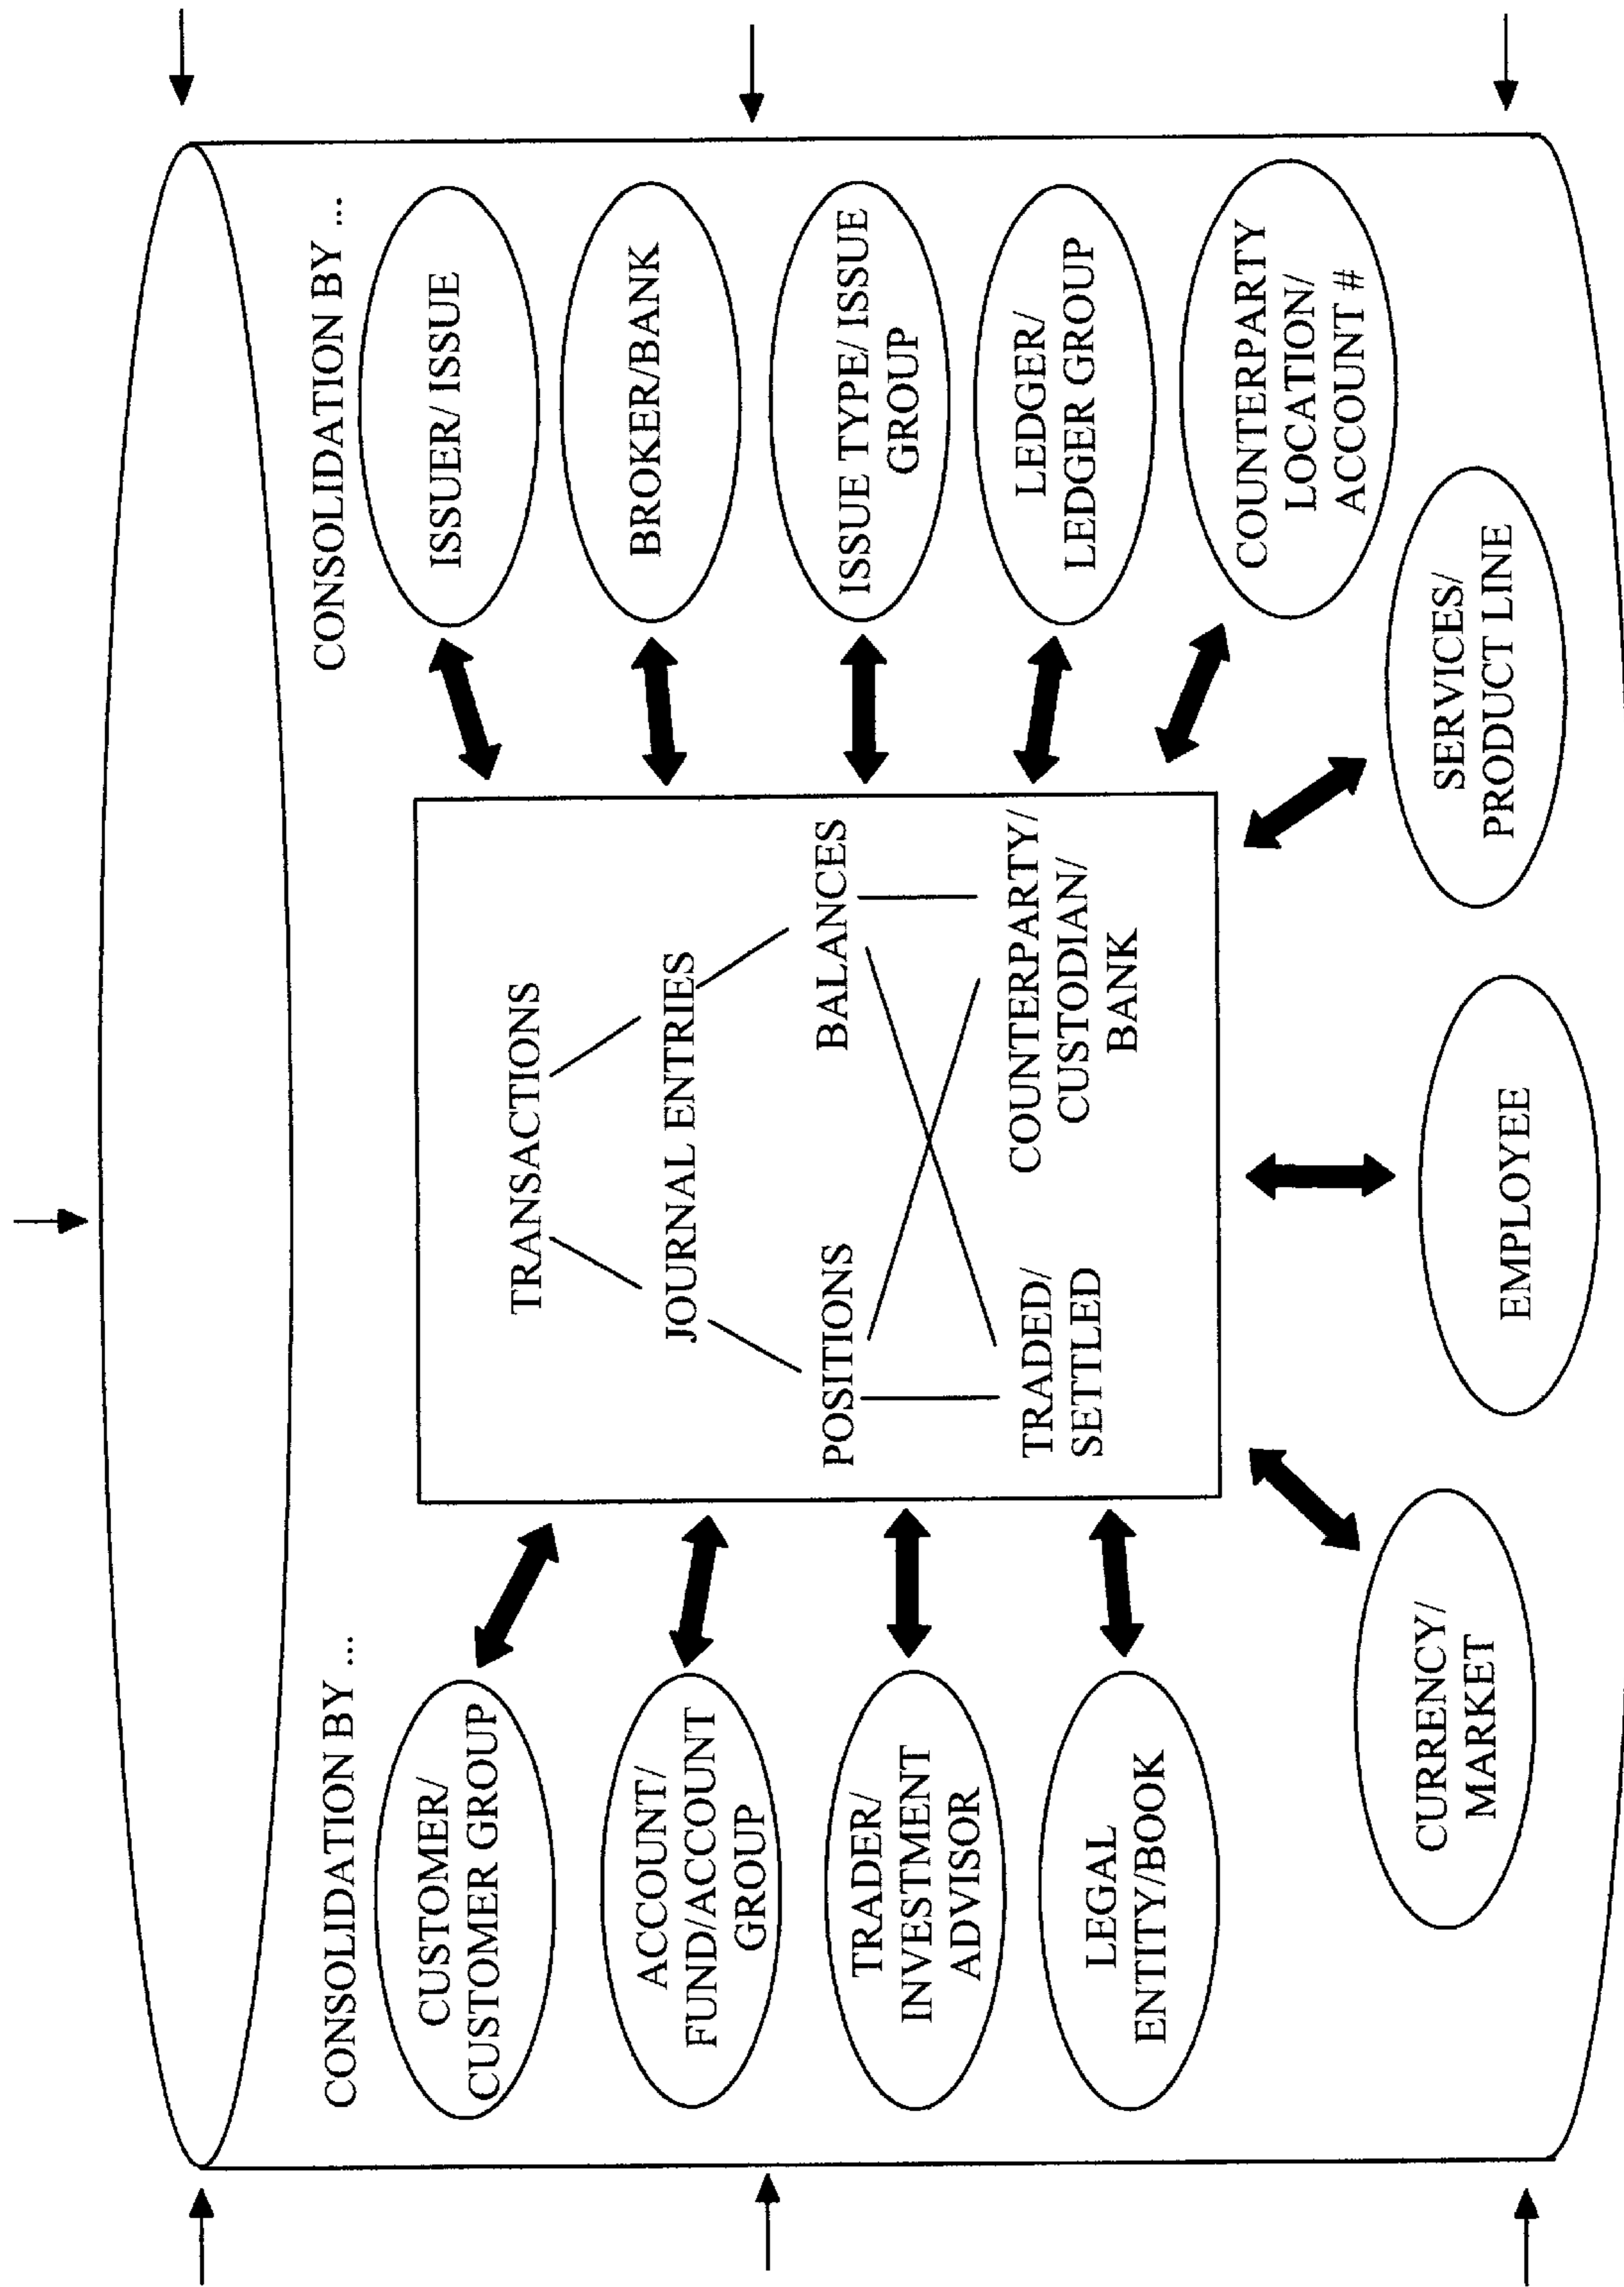 CONSOLIDATION BY ...
CUSTOMER/
CUSTOMER GROUP
ACCOUNT/
FUND/ACCOUNT
GROUP
TRADER/
INVESTMENT
ADVISOR
LEGAL
ENTITY/BOOK
CURRENCY/
MARKET
TRANSACTIONS
JOURNAL ENTRIES
POSITIONS
BALANCES
TRADED/
SETTLED
COUNTERPARTY/
CUSTODIAN/
BANK
EMPLOYEE
CONSOLIDATION BY ...
ISSUER/ ISSUE
BROKER/BANK
ISSUE TYPE/ ISSUE
GROUP
LEDGER/
LEDGER GROUP
COUNTERPARTY
LOCATION/
ACCOUNT #
SERVICES/
PRODUCT LINE